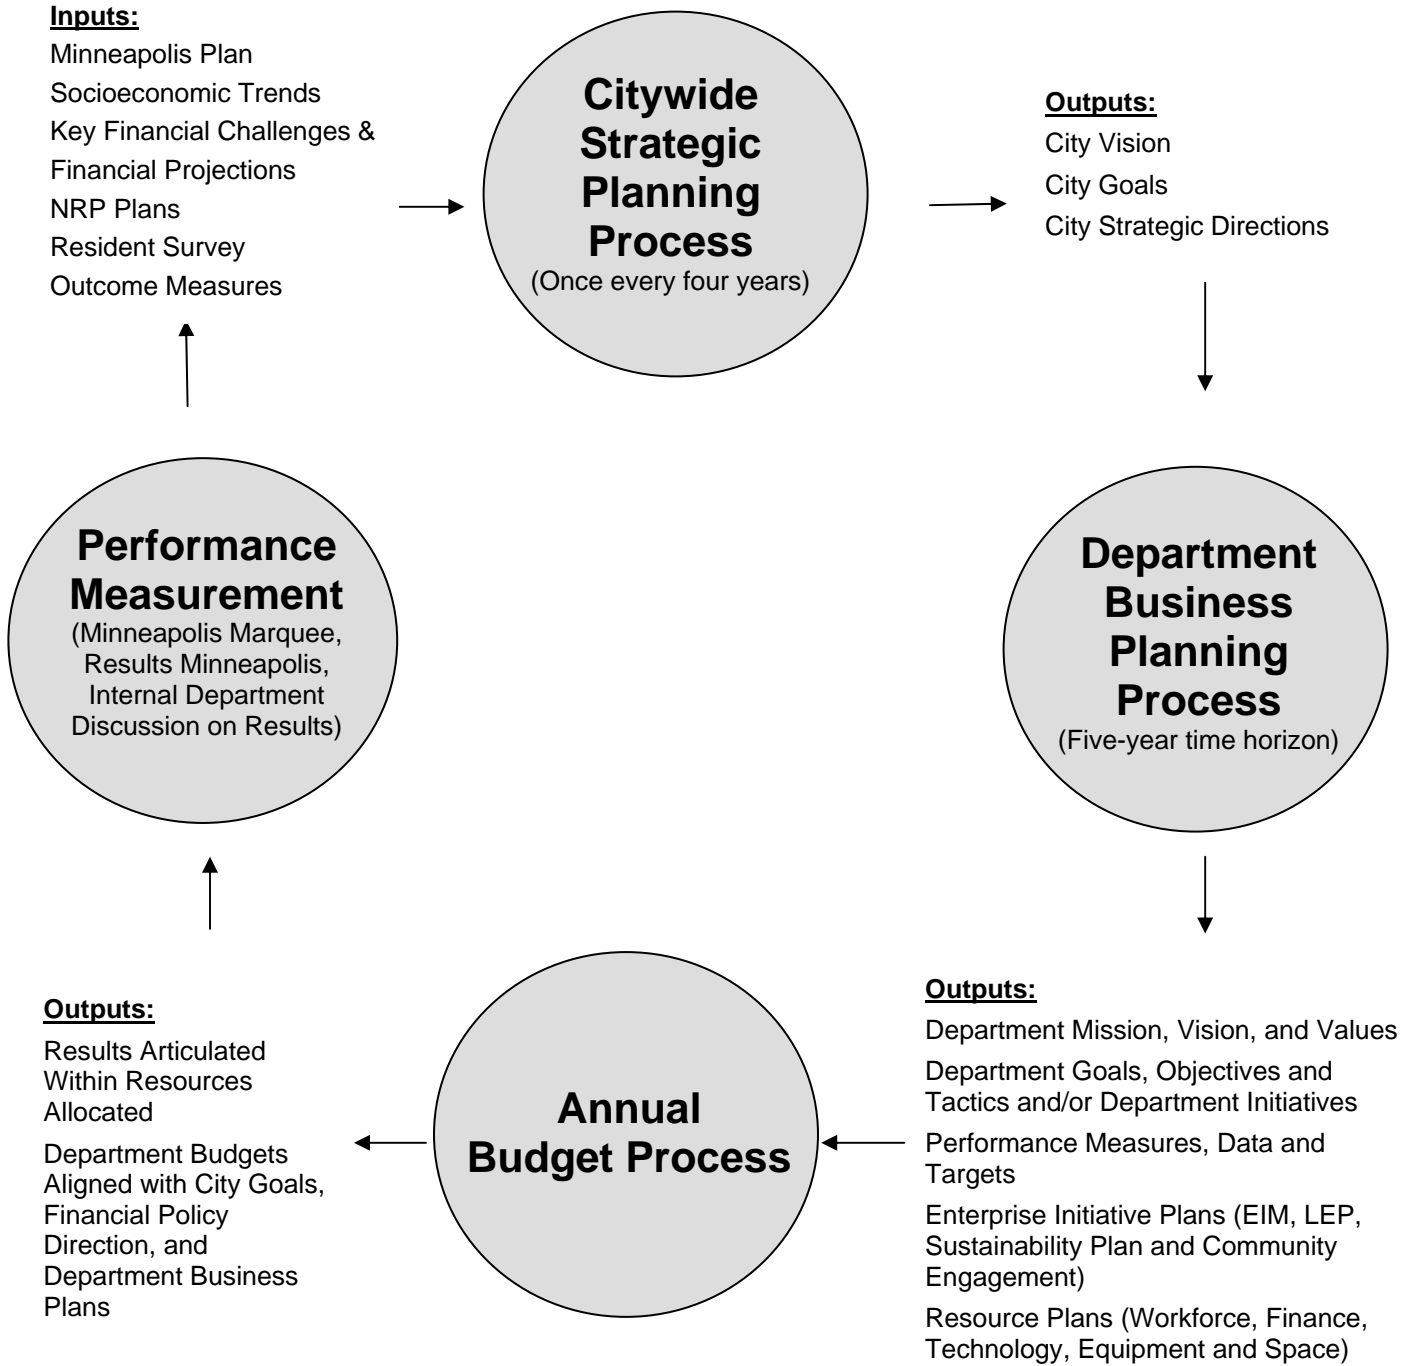 Inputs:
Minneapolis Plan
Socioeconomic Trends
Key Financial Challenges &
Financial Projections
NRP Plans
Resident Survey
Outcome Measures
Citywide
Strategic
Planning
Process
(Once every four years)
Outputs:
City Vision
City Goals
City Strategic Directions
Performance
Measurement
(Minneapolis Marquee,
Results Minneapolis,
Internal Department
Discussion on Results)
Department
Business
Planning
Process
(Five-year time horizon)
Outputs:
Results Articulated
Within Resources
Allocated
Department Budgets
Aligned with City Goals,
Financial Policy
Direction, and
Department Business
Plans
Annual
Budget Process
Outputs:
Department Mission, Vision, and Values
Department Goals, Objectives and
Tactics and/or Department Initiatives
Performance Measures, Data and
Targets
Enterprise Initiative Plans (EIM, LEP,
Sustainability Plan and Community
Engagement)
Resource Plans (Workforce, Finance,
Technology, Equipment and Space)